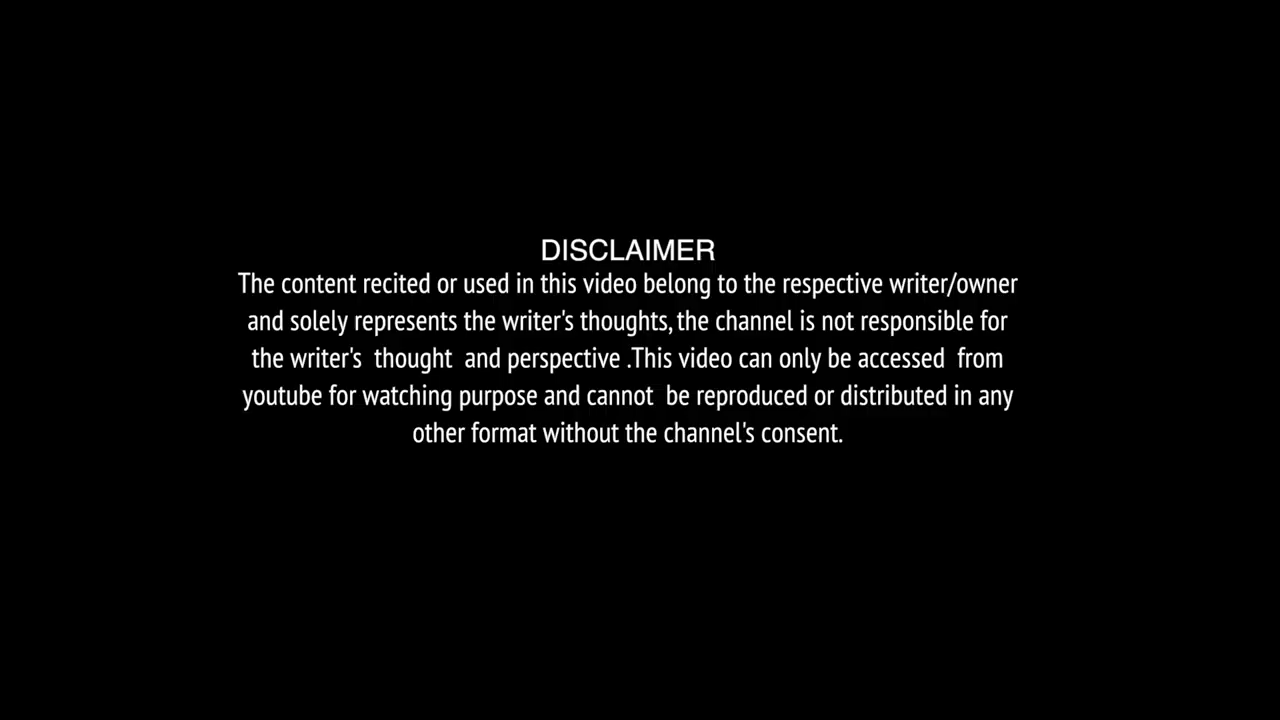 DISCLAIMER
The content recited or used in this video belong to the respective writer/owner
and solely represents the writer's thoughts, the channel is not responsible for
the writer's  thought  and perspective .This video can only be accessed  from
youtube for watching purpose and cannot  be reproduced or distributed in any
other format without the channel's consent.